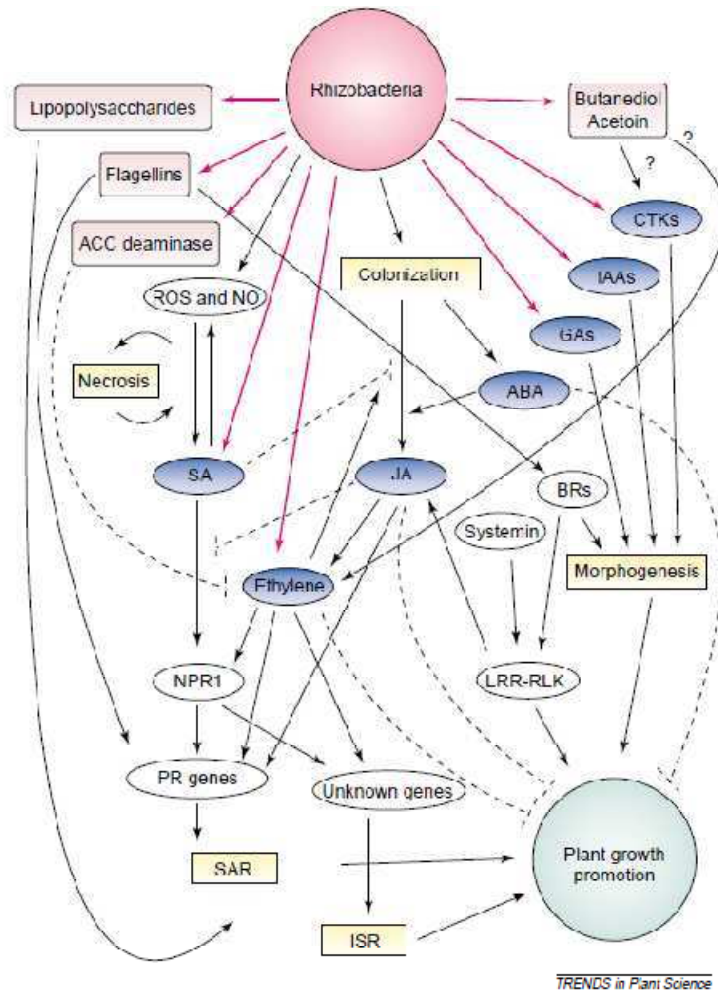 Rhizobacteria
Lipopolysaccharides
Butanediol
Acetoin
?
?
Flagellins
CTKs
ACC deaminase
IAAs
Colonization
ROS and NO
GAs
Necrosis
ABA
SA
JA
BRs
Systemin
Ethylene
Morphogenesis
NPR1
LRR-RLK
PR genes
Unknown genes
Plant growth
promotion
SAR
ISR
TRENDS in Plant Science